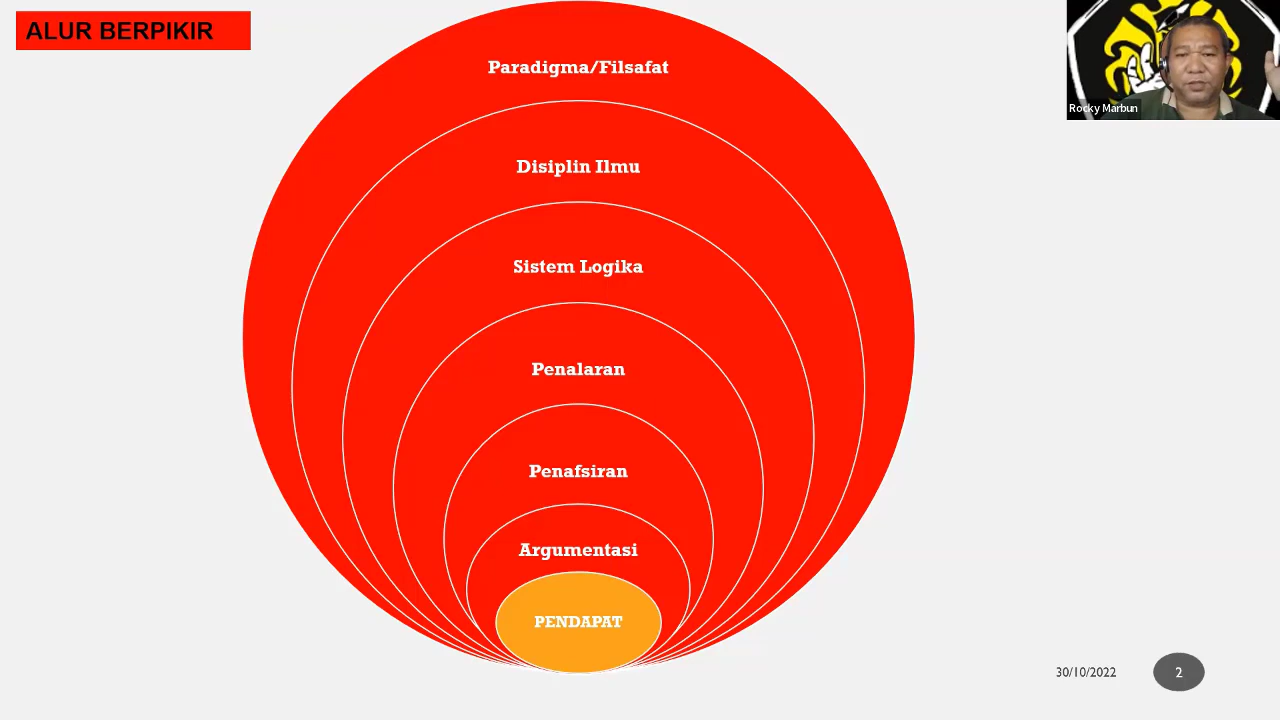 ALUR BERPIKIR
Rocky Marbun
Paradigma/Filsafat
Disiplin Ilmu
Sistem Logika
Penalaran
Penafsiran
Argumentasi
PENDAPAT
30/10/2022
2